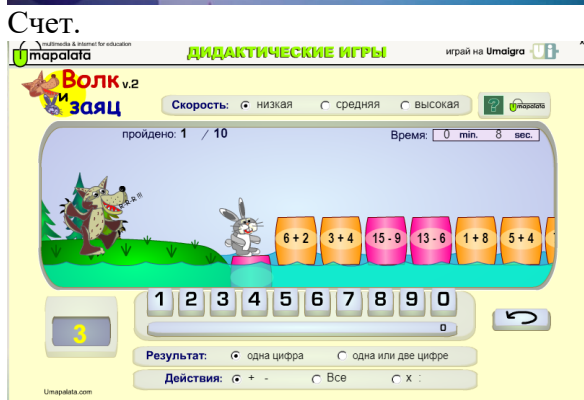 Счет.
multimedia & internet for education
mapalata ДИДАКТИЧЕСКИЕ ИГРЫ играй на Umaigra
Волк v.2
и
заяц
Скорость: низкая средняя высокая ? mapalata
пройдено: 1 / 10 Время: 0 min. 8 sec.
R-R-R !!!
6 + 2 3 + 4 15 - 9 13 - 6 1 + 8 5 + 4
1 2 3 4 5 6 7 8 9 0
3
0
Результат: одна цифра одна или две цифре
Действия: + - Все x :
Umapalata.com